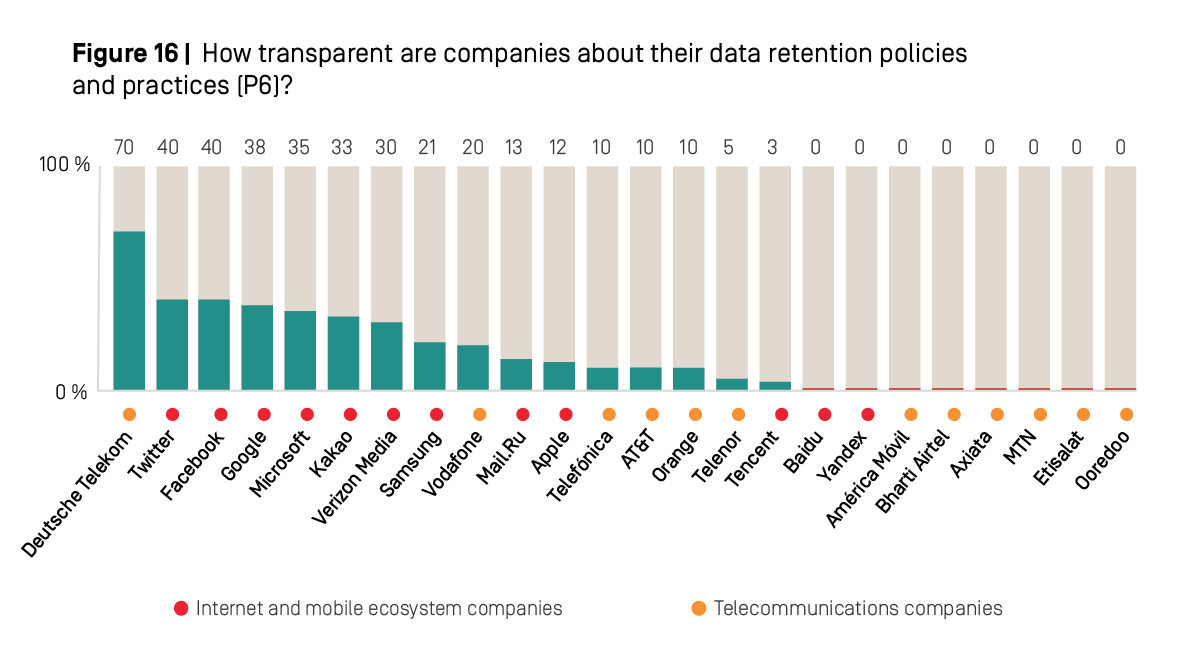 Figure 16 | How transparent are companies about their data retention policies
and practices (P6)?
70 40 40 38 35 33 30 21 20 13 12 10 10 10 5 3 0 0 0 0 0 0 0 0
100 %
0 %
Deutsche Telekom
Twitter
Facebook
Google
Microsoft
Kakao
Verizon Media
Samsung
Vodafone
Mail.Ru
Apple
Telefónica
AT&T
Orange
Telenor
Tencent
Baidu
Yandex
América Móvil
Bharti Airtel
Axiata
MTN
Etisalat
Ooredoo
Internet and mobile ecosystem companies
Telecommunications companies